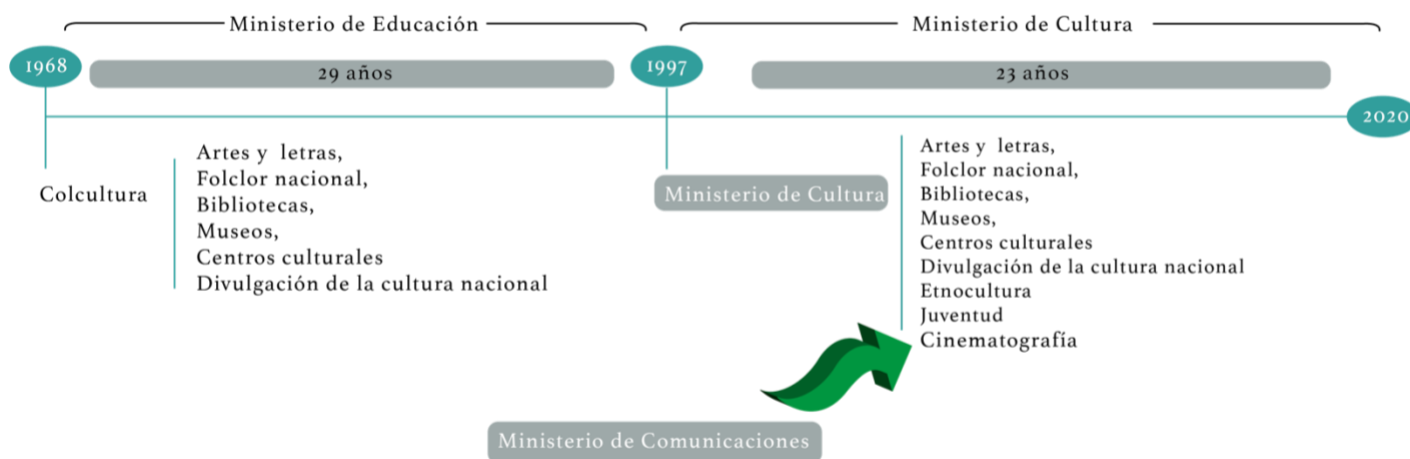 Ministerio de Educación
Ministerio de Cultura
1968
29 años
1997
23 años
2020
Colcultura
Artes y letras,
Folclor nacional,
Bibliotecas,
Museos,
Centros culturales
Divulgación de la cultura nacional
Ministerio de Cultura
Artes y letras,
Folclor nacional,
Bibliotecas,
Museos,
Centros culturales
Divulgación de la cultura nacional
Etnocultura
Juventud
Cinematografía
Ministerio de Comunicaciones